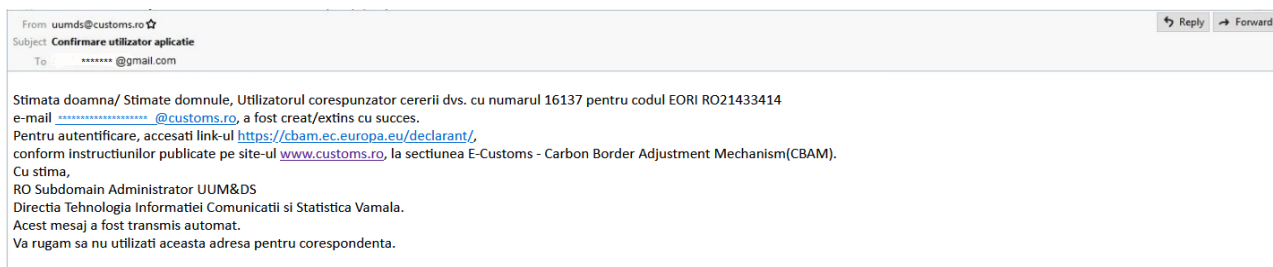 From uumds@customs.ro
Reply Forward
Subject Confirmare utilizator aplicatie
To ******* @gmail.com
Stimata doamna/ Stimate domnule, Utilizatorul corespunzator cererii dvs. cu numarul 16137 pentru codul EORI RO21433414
e-mail ******************** @customs.ro, a fost creat/extins cu succes.
Pentru autentificare, accesati link-ul https://cbam.ec.europa.eu/declarant/,
conform instructiunilor publicate pe site-ul www.customs.ro, la sectiunea E-Customs - Carbon Border Adjustment Mechanism(CBAM).
Cu stima,
RO Subdomain Administrator UUM&DS
Directia Tehnologia Informatiei Comunicatii si Statistica Vamala.
Acest mesaj a fost transmis automat.
Va rugam sa nu utilizati aceasta adresa pentru corespondenta.